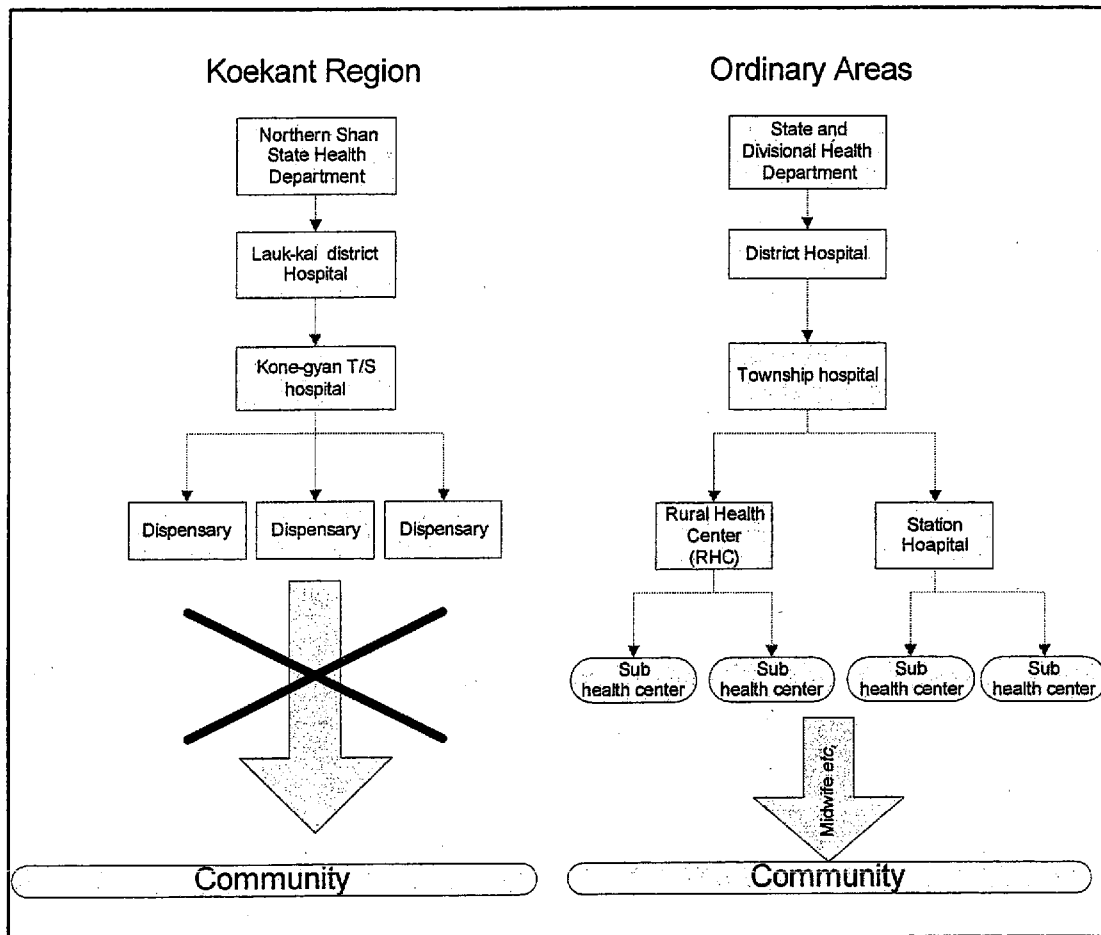 Koekant Region
Northern Shan
State Health
Department
Lauk-kai district
Hospital
Kone-gyan T/S
hospital
Dispensary
Dispensary
Dispensary
Community
Ordinary Areas
State and
Divisional Health
Department
District Hospital
Township hospital
Rural Health
Center
(RHC)
Station
Hoapital
Sub
health center
Sub
health center
Sub
health center
Sub
health center
Midwife etc,
Community